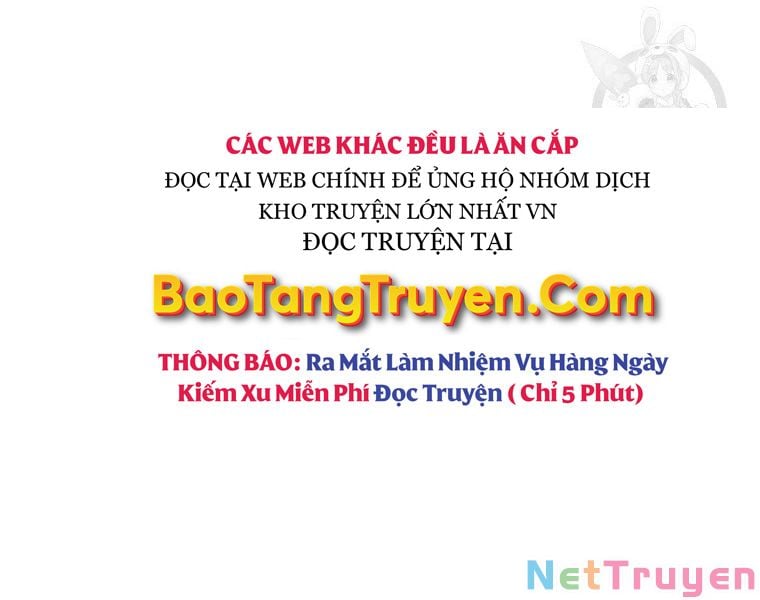 CÁC WEB KHÁC ĐỀU LÀ ĂN CẮP
ĐỌC TẠI WEB CHÍNH ĐỂ ỦNG HỘ NHÓM DỊCH
KHO TRUYỆN LỚN NHẤT VN
ĐỌC TRUYỆN TẠI
BaoTangTruyen.Com
THÔNG BÁO: Ra Mắt Làm Nhiệm Vụ Hàng Ngày
Kiếm Xu Miễn Phí Đọc Truyện ( Chỉ 5 Phút)
NetTruyen